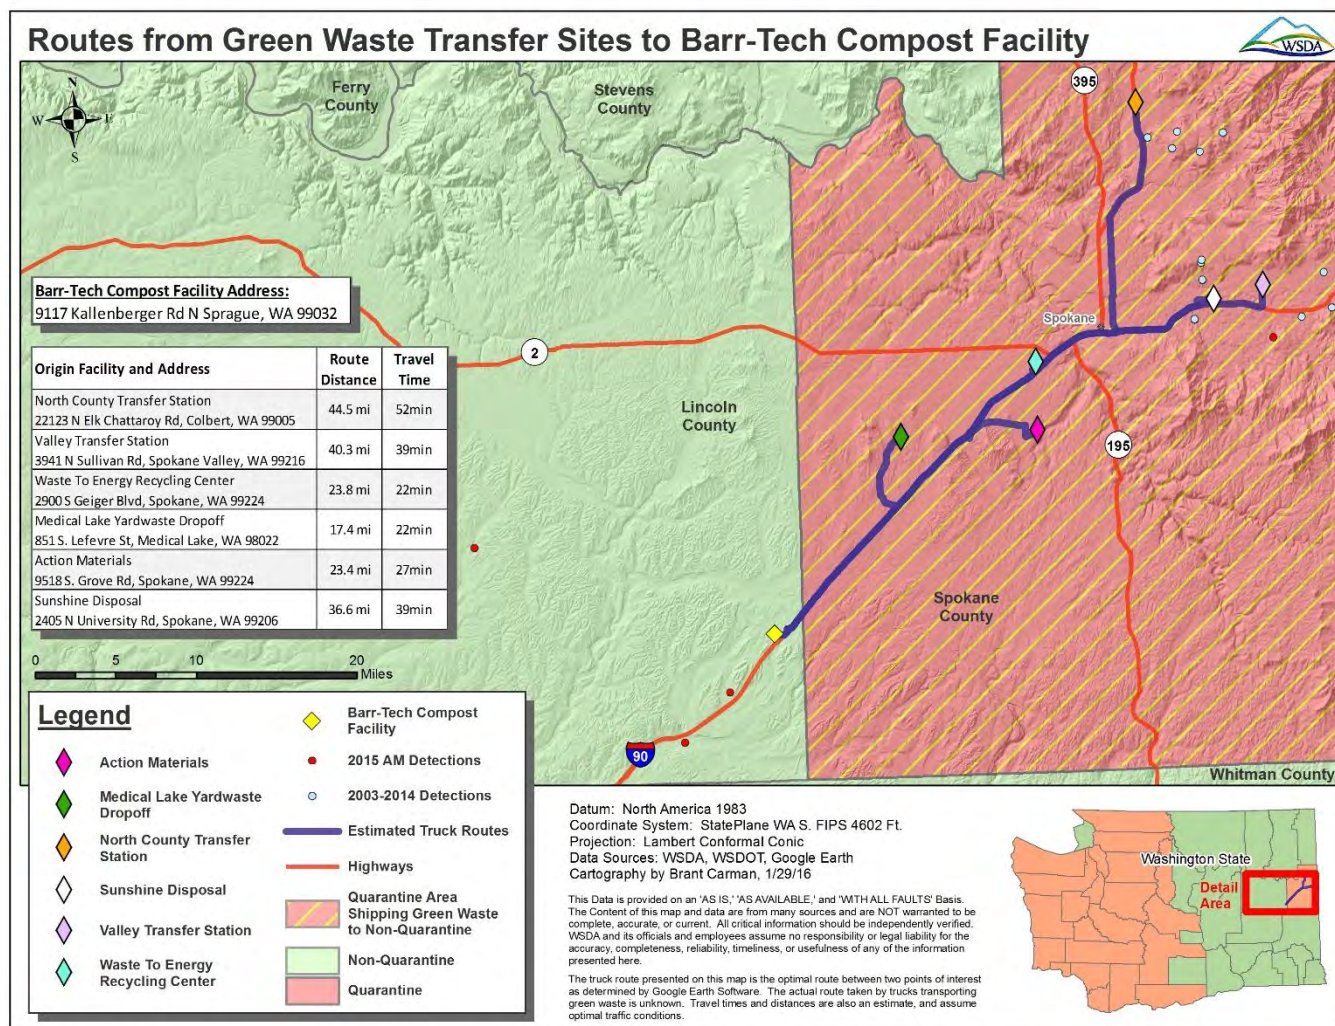 Routes from Green Waste Transfer Sites to Barr-Tech Compost Facility
WSDA
N
W E
S
Ferry
County
Stevens
County
395
Barr-Tech Compost Facility Address:
9117 Kallenberger Rd N Sprague, WA 99032
Spokane
2
Lincoln
County
195
Origin Facility and Address Route Distance Travel Time
North County Transfer Station
22123 N Elk Chattaroy Rd, Colbert, WA 99005 44.5 mi 52min
Valley Transfer Station
3941 N Sullivan Rd, Spokane Valley, WA 99216 40.3 mi 39min
Waste To Energy Recycling Center
2900 S Geiger Blvd, Spokane, WA 99224 23.8 mi 22min
Medical Lake Yardwaste Dropoff
851 S. Lefevre St, Medical Lake, WA 98022 17.4 mi 22min
Action Materials
9518 S. Grove Rd, Spokane, WA 99224 23.4 mi 27min
Sunshine Disposal
2405 N University Rd, Spokane, WA 99206 36.6 mi 39min
Spokane
County
0 5 10 20
Miles
90
Whitman County
Legend
Action Materials
Medical Lake Yardwaste
Dropoff
North County Transfer
Station
Sunshine Disposal
Valley Transfer Station
Waste To Energy
Recycling Center
Barr-Tech Compost
Facility
2015 AM Detections
2003-2014 Detections
Estimated Truck Routes
Highways
Quarantine Area
Shipping Green Waste
to Non-Quarantine
Non-Quarantine
Quarantine
Datum: North America 1983
Coordinate System: StatePlane WA S. FIPS 4602 Ft.
Projection: Lambert Conformal Conic
Data Sources: WSDA, WSDOT, Google Earth
Cartography by Brant Carman, 1/29/16
This Data is provided on an 'AS IS,' 'AS AVAILABLE,' and 'WITH ALL FAULTS' Basis.
The Content of this map and data are from many sources and are NOT warranted to be
complete, accurate, or current. All critical information should be independently verified.
WSDA and its officials and employees assume no responsibility or legal liability for the
accuracy, completeness, reliability, timeliness, or usefulness of any of the information
presented here.
The truck route presented on this map is the optimal route between two points of interest
as determined by Google Earth Software. The actual route taken by trucks transporting
green waste is unknown. Travel times and distances are also an estimate, and assume
optimal traffic conditions.
Washington State
Detail
Area